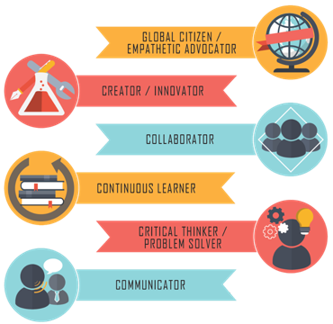 GLOBAL CITIZEN /
EMPATHETIC ADVOCATOR
CREATOR / INNOVATOR
COLLABORATOR
CONTINUOUS LEARNER
CRITICAL THINKER /
PROBLEM SOLVER
COMMUNICATOR